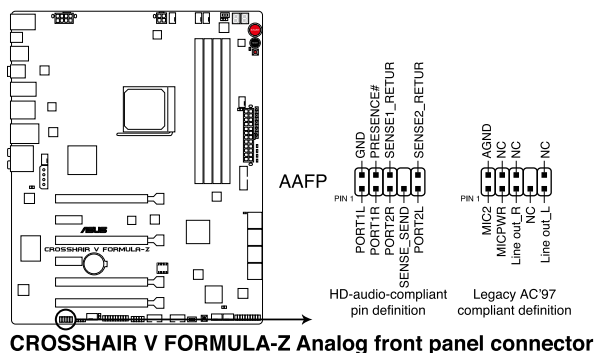 ASUS
CROSSHAIR V FORMULA-Z
AAFP
PIN 1
GND
PRESENCE#
SENSE1_RETUR
SENSE2_RETUR
PORT1L
PORT1R
PORT2R
SENSE_SEND
PORT2L
HD-audio-compliant
pin definition
PIN 1
AGND
NC
NC
NC
MIC2
MICPWR
Line out_R
NC
Line out_L
Legacy AC'97
compliant definition
CROSSHAIR V FORMULA-Z Analog front panel connector